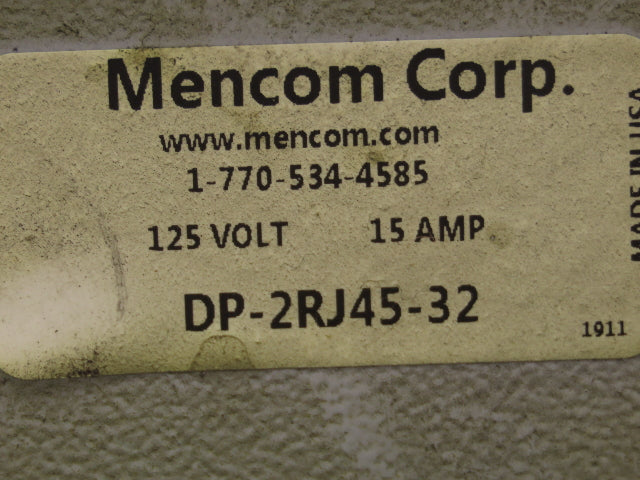 Mencom Corp.
www.mencom.com
1-770-534-4585
125 VOLT 15 AMP
DP-2RJ45-32
1911
MADE IN USA